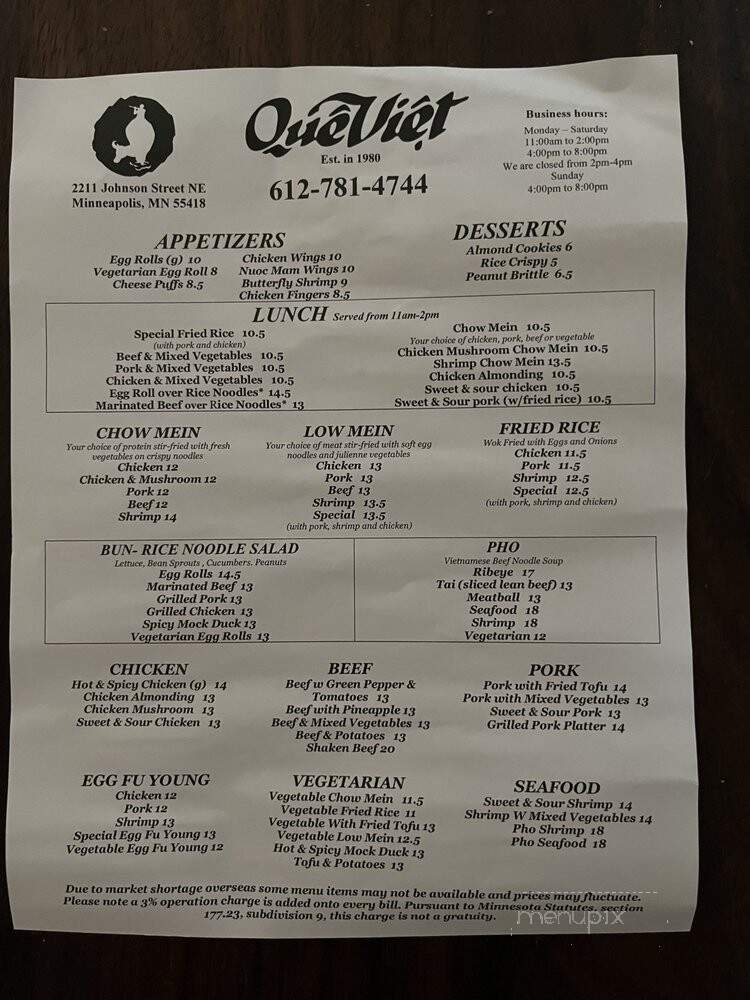 QuêViệt
Est. in 1980
612-781-4744
2211 Johnson Street NE
Minneapolis, MN 55418
Business hours:
Monday – Saturday
11:00am to 2:00pm
4:00pm to 8:00pm
We are closed from 2pm-4pm
Sunday
4:00pm to 8:00pm
APPETIZERS
Egg Rolls (g) 10
Vegetarian Egg Roll 8
Cheese Puffs 8.5
Chicken Wings 10
Nuoc Mam Wings 10
Butterfly Shrimp 9
Chicken Fingers 8.5
DESSERTS
Almond Cookies 6
Rice Crispy 5
Peanut Brittle 6.5
LUNCH Served from 11am-2pm
Special Fried Rice 10.5
(with pork and chicken)
Beef & Mixed Vegetables 10.5
Pork & Mixed Vegetables 10.5
Chicken & Mixed Vegetables 10.5
Egg Roll over Rice Noodles* 14.5
Marinated Beef over Rice Noodles* 13
Chow Mein 10.5
Your choice of chicken, pork, beef or vegetable
Chicken Mushroom Chow Mein 10.5
Shrimp Chow Mein 13.5
Chicken Almonding 10.5
Sweet & sour chicken 10.5
Sweet & Sour pork (w/fried rice) 10.5
CHOW MEIN
Your choice of protein stir-fried with fresh
vegetables on crispy noodles
Chicken 12
Chicken & Mushroom 12
Pork 12
Beef 12
Shrimp 14
LOW MEIN
Your choice of meat stir-fried with soft egg
noodles and julienne vegetables
Chicken 13
Pork 13
Beef 13
Shrimp 13.5
Special 13.5
(with pork, shrimp and chicken)
FRIED RICE
Wok Fried with Eggs and Onions
Chicken 11.5
Pork 11.5
Shrimp 12.5
Special 12.5
(with pork, shrimp and chicken)
BUN- RICE NOODLE SALAD
Lettuce, Bean Sprouts , Cucumbers. Peanuts
Egg Rolls 14.5
Marinated Beef 13
Grilled Pork 13
Grilled Chicken 13
Spicy Mock Duck 13
Vegetarian Egg Rolls 13
PHO
Vietnamese Beef Noodle Soup
Ribeye 17
Tai (sliced lean beef) 13
Meatball 13
Seafood 18
Shrimp 18
Vegetarian 12
CHICKEN
Hot & Spicy Chicken (g) 14
Chicken Almonding 13
Chicken Mushroom 13
Sweet & Sour Chicken 13
BEEF
Beef w Green Pepper &
Tomatoes 13
Beef with Pineapple 13
Beef & Mixed Vegetables 13
Beef & Potatoes 13
Shaken Beef 20
PORK
Pork with Fried Tofu 14
Pork with Mixed Vegetables 13
Sweet & Sour Pork 13
Grilled Pork Platter 14
EGG FU YOUNG
Chicken 12
Pork 12
Shrimp 13
Special Egg Fu Young 13
Vegetable Egg Fu Young 12
VEGETARIAN
Vegetable Chow Mein 11.5
Vegetable Fried Rice 11
Vegetable With Fried Tofu 13
Vegetable Low Mein 12.5
Hot & Spicy Mock Duck 13
Tofu & Potatoes 13
SEAFOOD
Sweet & Sour Shrimp 14
Shrimp W Mixed Vegetables 14
Pho Shrimp 18
Pho Seafood 18
Due to market shortage overseas some menu items may not be available and prices may fluctuate.
Please note a 3% operation charge is added onto every bill. Pursuant to Minnesota Statutes, section
177.23, subdivision 9, this charge is not a gratuity.
menupix